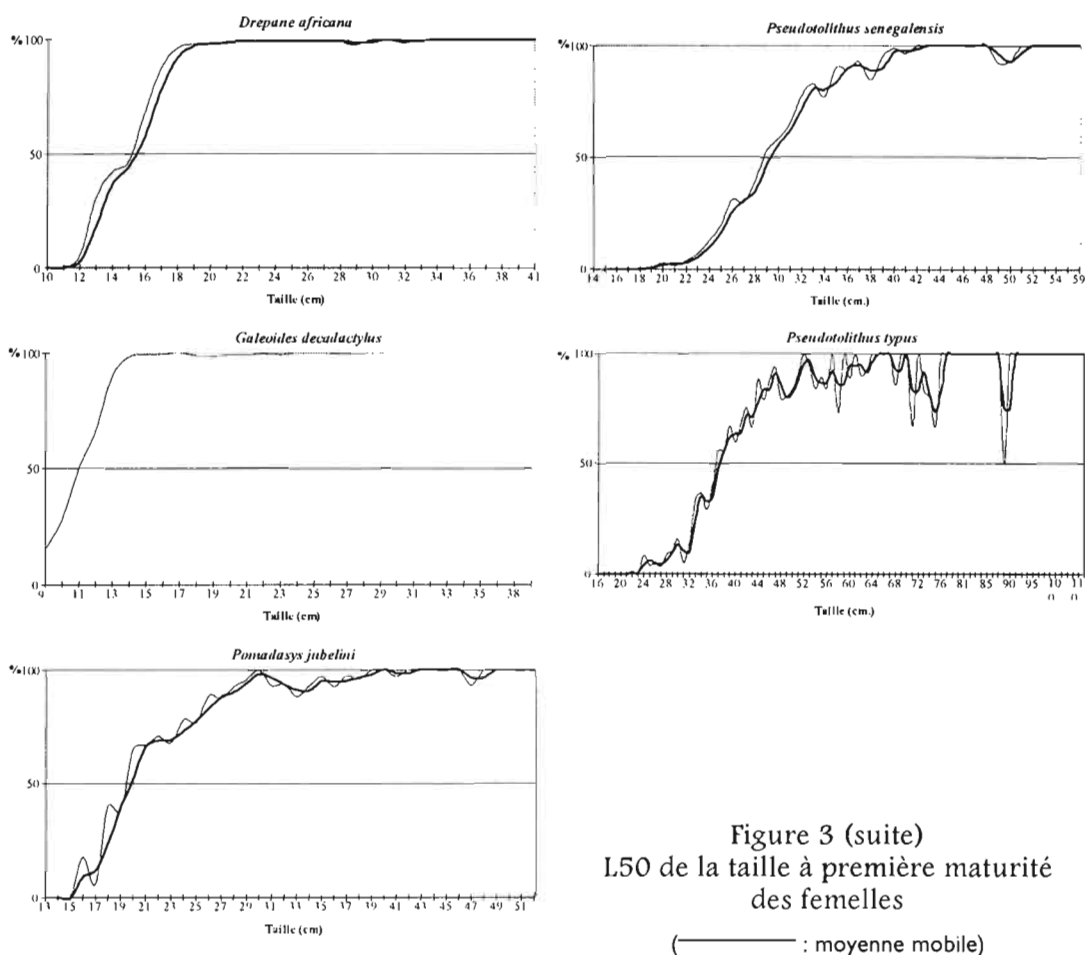 Drepane africana
% 100
50
0
10 12 14 16 18 20 22 24 26 28 30 32 34 36 38 41
Taille (cm)
Pseudotolithus senegalensis
% 100
50
0
14 16 18 20 22 24 26 28 30 32 34 36 38 40 42 44 46 48 50 52 54 56 59
Taille (cm.)
Galeoides decadactylus
% 100
50
0
9 11 13 15 17 19 21 23 25 27 29 31 33 35 38
Taille (cm)
Pseudotolithus typus
% 100
50
0
16 20 24 28 32 36 40 44 48 52 56 60 64 68 72 76 85 90 95
Taille (cm.)
Pomadasys jubelini
% 100
50
0
13 15 17 19 21 23 25 27 29 31 33 35 37 39 41 43 45 47 49 51
Taille (cm)
Figure 3 (suite)
L50 de la taille à première maturité
des femelles
( : moyenne mobile)